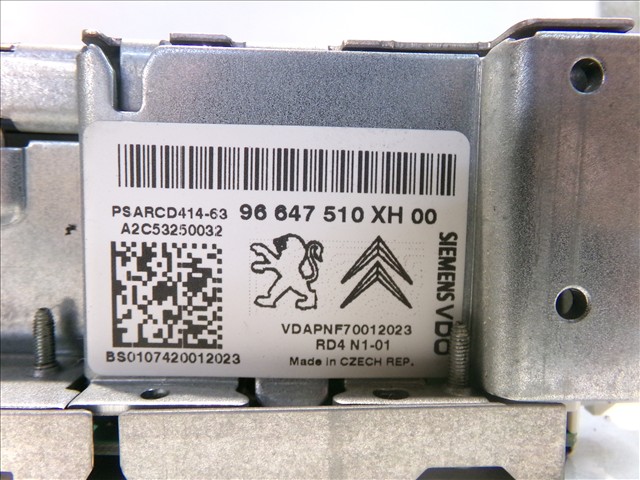 PSARCD414-63 96 647 510 XH 00
A2C53250032
SIEMENS VDO
VDAPNF70012023
RD4 N1-01
BS0107420012023
Made in CZECH REP.